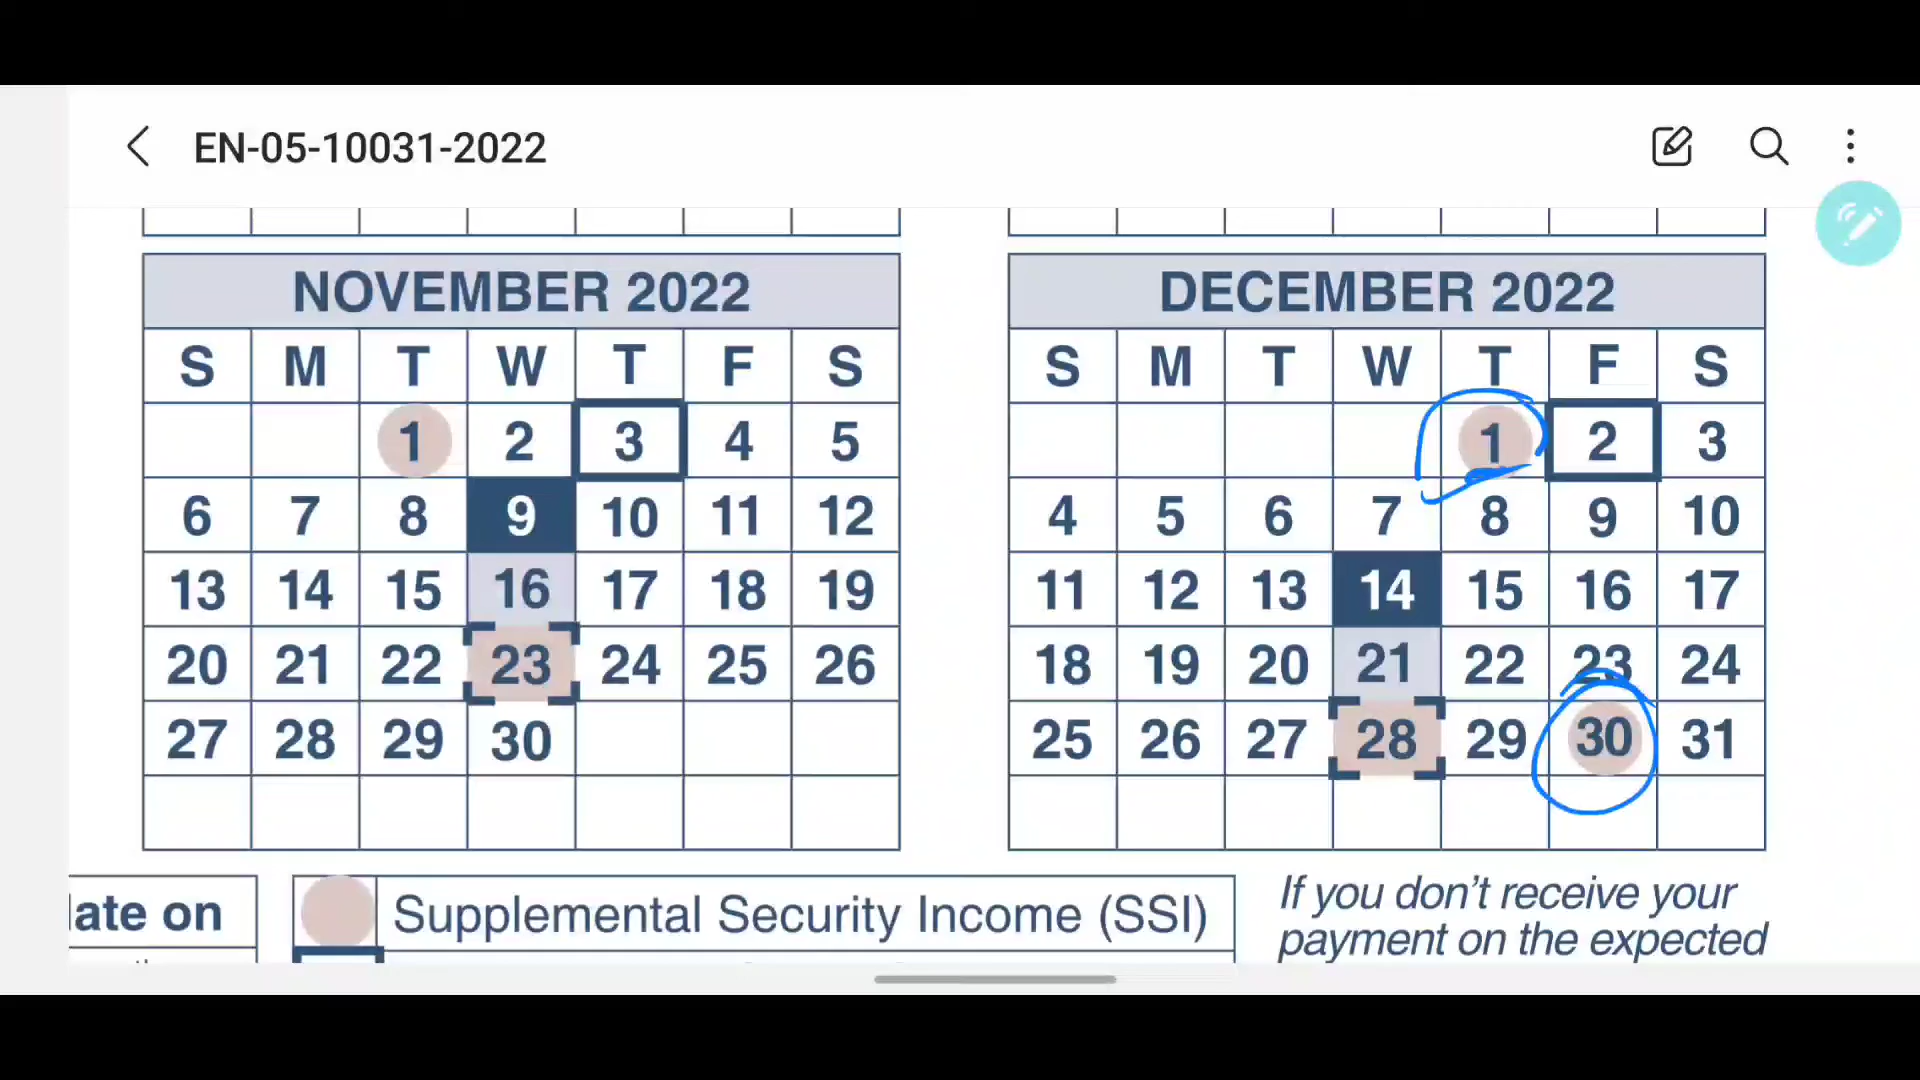 EN-05-10031-2022
NOVEMBER 2022
S M T W T F S
1 2 3 4 5
6 7 8 9 10 11 12
13 14 15 16 17 18 19
20 21 22 23 24 25 26
27 28 29 30
DECEMBER 2022
S M T W T F S
1 2 3
4 5 6 7 8 9 10
11 12 13 14 15 16 17
18 19 20 21 22 23 24
25 26 27 28 29 30 31
ate on
Supplemental Security Income (SSI)
If you don’t receive your
payment on the expected